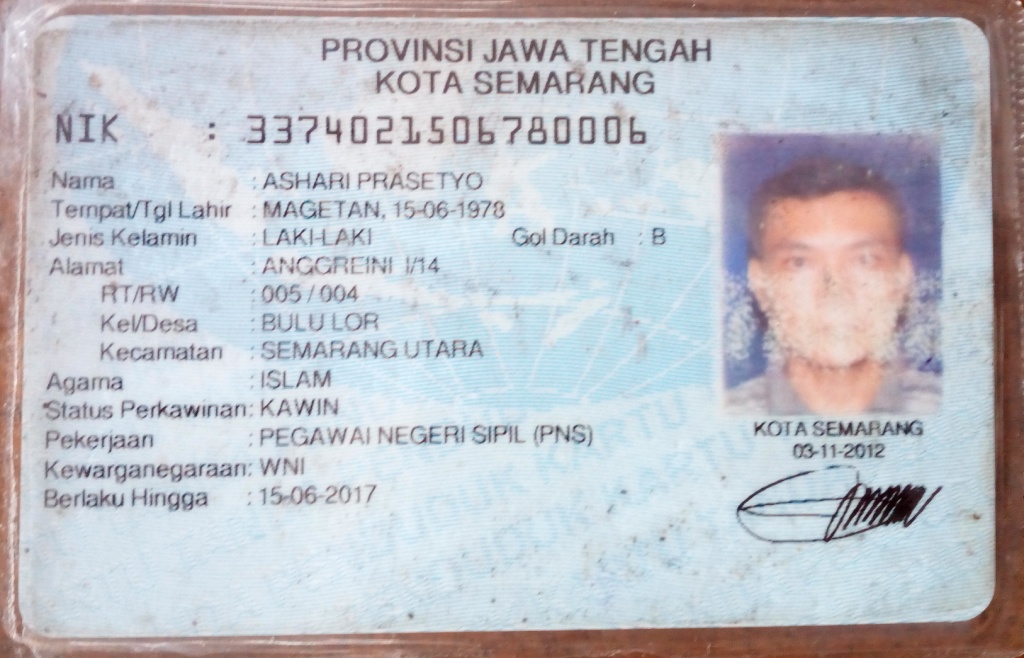 PROVINSI JAWA TENGAH
KOTA SEMARANG
NIK : 3374021506780006
Nama : ASHARI PRASETYO
Tempat/Tgl Lahir : MAGETAN, 15-06-1978
Jenis Kelamin : LAKI-LAKI Gol Darah : B
Alamat : ANGGREINI I/14
RT/RW : 005 / 004
Kel/Desa : BULU LOR
Kecamatan : SEMARANG UTARA
Agama : ISLAM
Status Perkawinan: KAWIN
Pekerjaan : PEGAWAI NEGERI SIPIL (PNS)
Kewarganegaraan: WNI
Berlaku Hingga : 15-06-2017
KOTA SEMARANG
03-11-2012